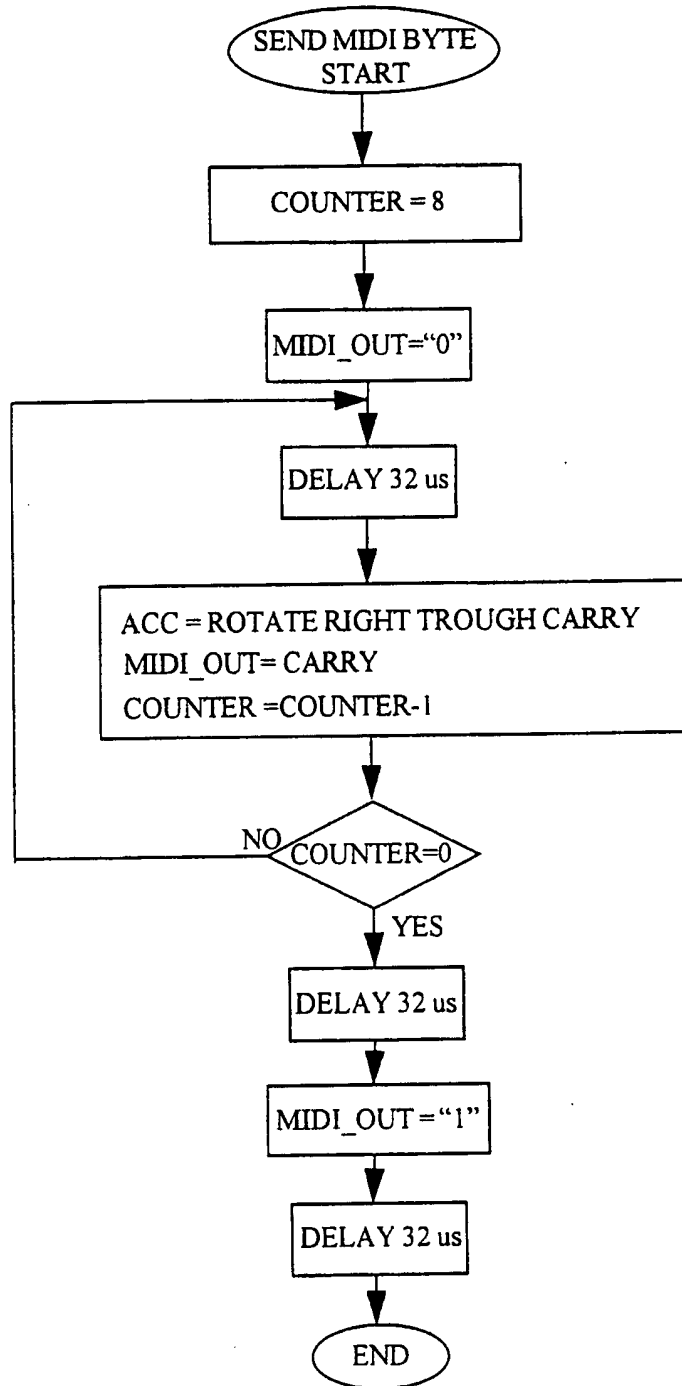 SEND MIDI BYTE
START
COUNTER = 8
MIDI_OUT=“0”
DELAY 32 us
ACC = ROTATE RIGHT TROUGH CARRY
MIDI_OUT= CARRY
COUNTER =COUNTER-1
NO
COUNTER=0
YES
DELAY 32 us
MIDI_OUT = “1”
DELAY 32 us
END